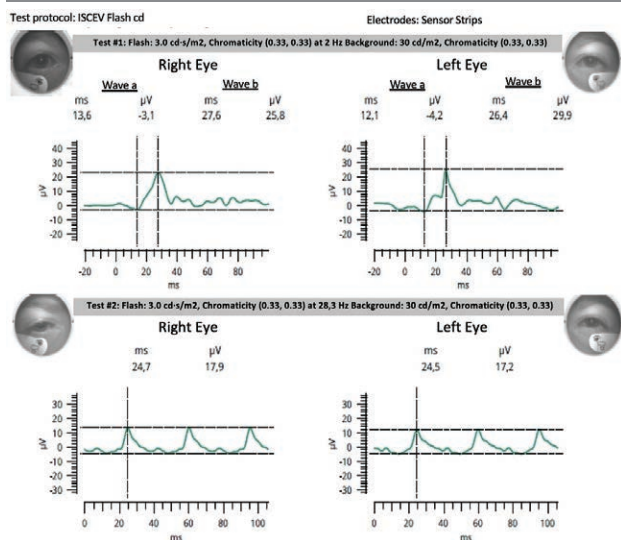 Test protocol: ISCEV Flash cd
Electrodes: Sensor Strips
Test #1: Flash: 3.0 cd·s/m2, Chromaticity (0.33, 0.33) at 2 Hz Background: 30 cd/m2, Chromaticity (0.33, 0.33)
Right Eye
Left Eye
Wave a Wave b
Wave a Wave b
ms µV ms µV
ms µV ms µV
13,6 -3,1 27,6 25,8
12,1 -4,2 26,4 29,9
40
30
20
10
0
-10
-20
µV
-20 0 20 40 60 80
ms
40
30
20
10
0
-10
-20
µV
-20 0 20 40 60 80
ms
Test #2: Flash: 3.0 cd·s/m2, Chromaticity (0.33, 0.33) at 28,3 Hz Background: 30 cd/m2, Chromaticity (0.33, 0.33)
Right Eye
Left Eye
ms µV
ms µV
24,7 17,9
24,5 17,2
30
20
10
0
-10
-20
-30
µV
0 20 40 60 80 100
ms
30
20
10
0
-10
-20
-30
µV
0 20 40 60 80 100
ms